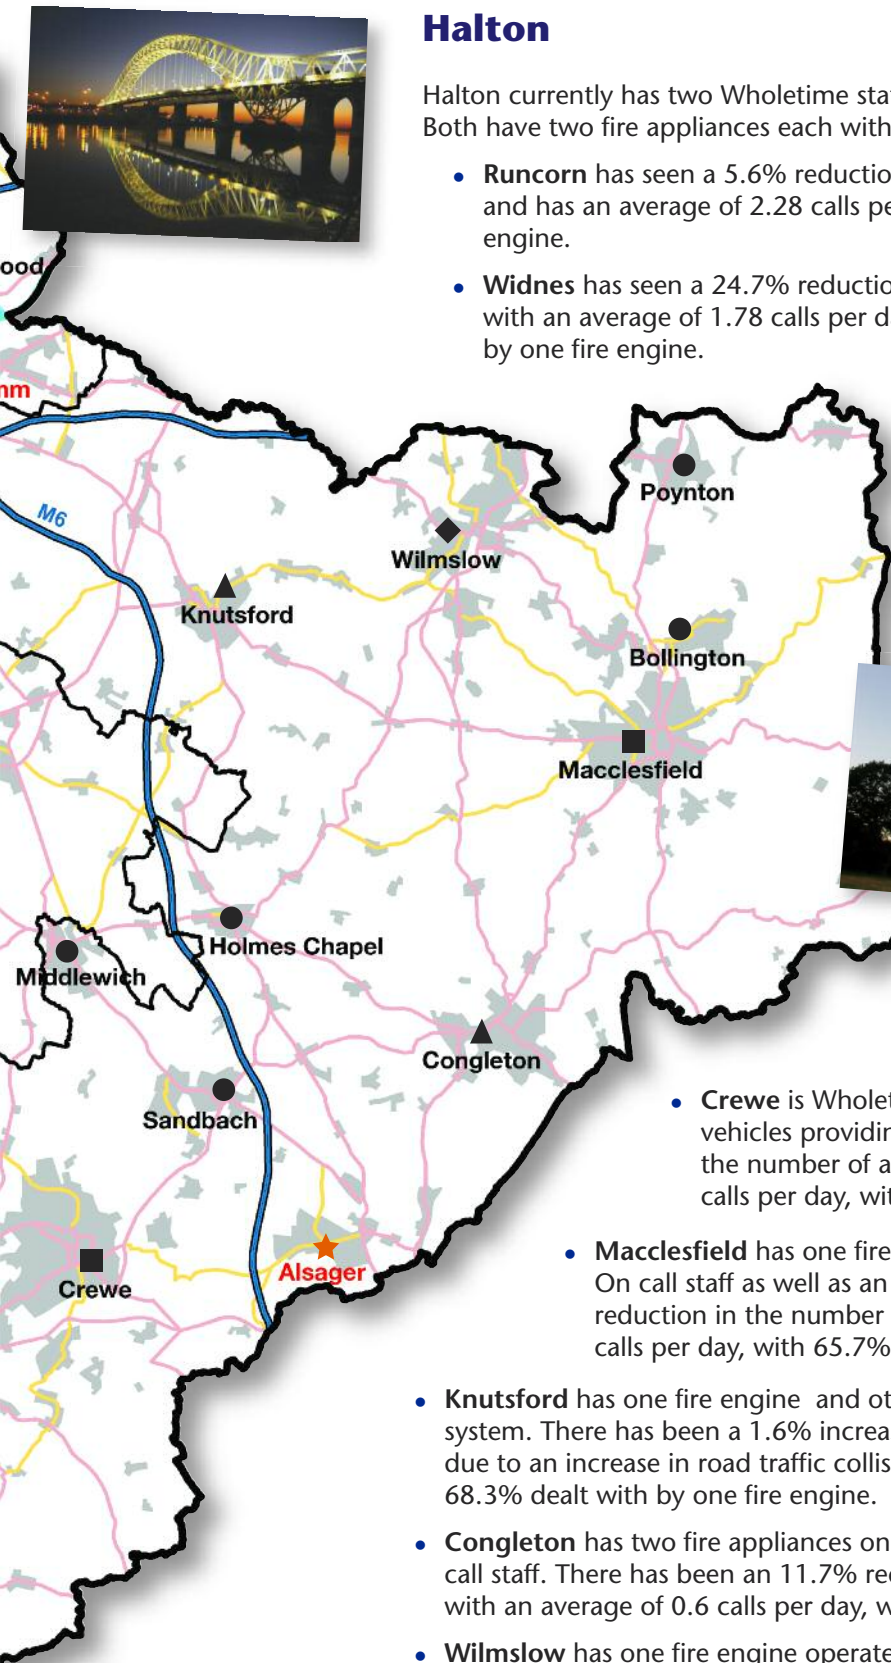 Halton
Halton currently has two Wholetime sta
Both have two fire appliances each with
• Runcorn has seen a 5.6% reductio
and has an average of 2.28 calls pe
engine.
• Widnes has seen a 24.7% reductio
with an average of 1.78 calls per d
by one fire engine.
ood
nm
M6
Poynton
Wilmslow
Knutsford
Bollington
Macclesfield
Holmes Chapel
Middlewich
Congleton
Sandbach
Alsager
Crewe
• Crewe is Wholet
vehicles providin
the number of a
calls per day, wit
• Macclesfield has one fire
On call staff as well as an
reduction in the number
calls per day, with 65.7%
• Knutsford has one fire engine and ot
system. There has been a 1.6% increa
due to an increase in road traffic collis
68.3% dealt with by one fire engine.
• Congleton has two fire appliances on
call staff. There has been an 11.7% re
with an average of 0.6 calls per day, w
• Wilmslow has one fire engine operate